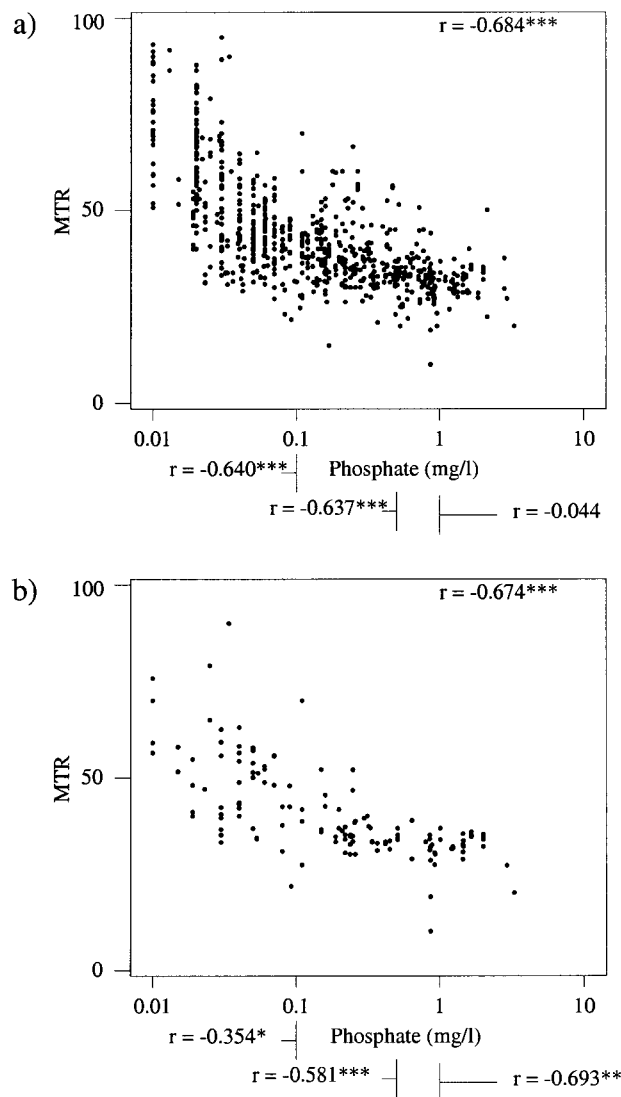 a)
r = -0.684***
100
50
0
MTR
0.01 0.1 1 10
Phosphate (mg/l)
r = -0.640***
r = -0.637***
r = -0.044
b)
r = -0.674***
100
50
0
MTR
0.01 0.1 1 10
Phosphate (mg/l)
r = -0.354*
r = -0.581***
r = -0.693**